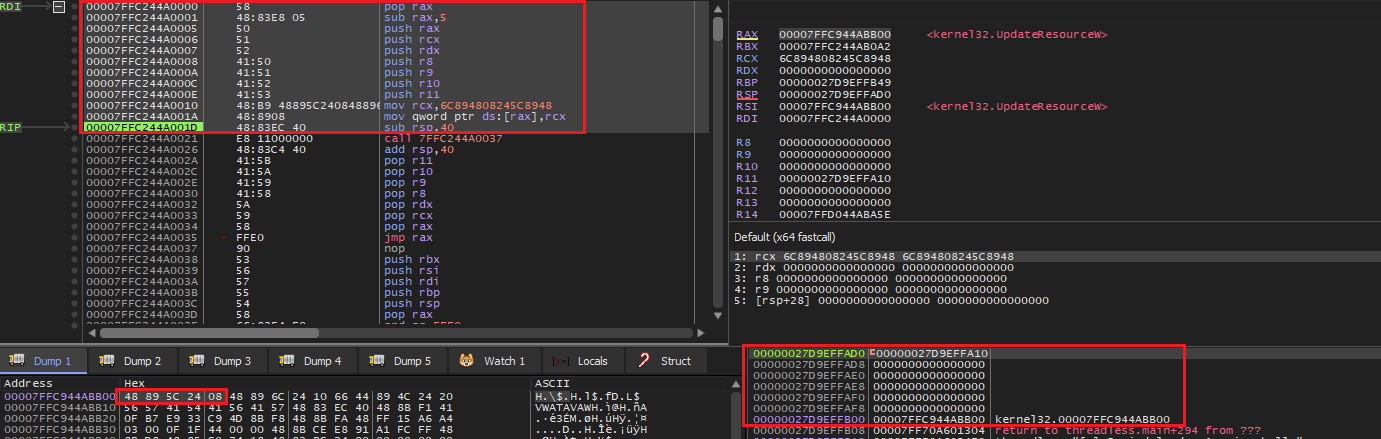 RDI
00007FFC244A0000 58 pop rax
00007FFC244A0001 48:83E8 05 sub rax,5
00007FFC244A0005 50 push rax
00007FFC244A0006 51 push rcx
00007FFC244A0007 52 push rdx
00007FFC244A0008 41:50 push r8
00007FFC244A000A 41:51 push r9
00007FFC244A000C 41:52 push r10
00007FFC244A000E 41:53 push r11
00007FFC244A0010 48:B9 48895C240848896 mov rcx,6C894808245C8948
00007FFC244A001A 48:8908 mov qword ptr ds:[rax],rcx
RIP 00007FFC244A001D 48:83EC 40 sub rsp,40
00007FFC244A0021 E8 11000000 call 7FFC244A0037
00007FFC244A0026 48:83C4 40 add rsp,40
00007FFC244A002A 41:5B pop r11
00007FFC244A002C 41:5A pop r10
00007FFC244A002E 41:59 pop r9
00007FFC244A0030 41:58 pop r8
00007FFC244A0032 5A pop rdx
00007FFC244A0033 59 pop rcx
00007FFC244A0034 58 pop rax
00007FFC244A0035 FFE0 jmp rax
00007FFC244A0037 90 nop
00007FFC244A0038 53 push rbx
00007FFC244A0039 56 push rsi
00007FFC244A003A 57 push rdi
00007FFC244A003B 55 push rbp
00007FFC244A003C 54 push rsp
00007FFC244A003D 58 pop rax
RAX 00007FFC944ABB00 <kernel32.UpdateResourceW>
RBX 00007FFC244AB0A2
RCX 6C894808245C8948
RDX 0000000000000000
RBP 00000027D9EFFB49
RSP 00000027D9EFFAD0
RSI 00007FFC944ABB00 <kernel32.UpdateResourceW>
RDI 00007FFC244A0000
R8 0000000000000000
R9 0000000000000000
R10 0000000000000000
R11 00000027D9EFFA10
R12 0000000000000000
R13 0000000000000000
R14 00007FFD044ABA5E
Default (x64 fastcall)
1: rcx 6C894808245C8948 6C894808245C8948
2: rdx 0000000000000000 0000000000000000
3: r8 0000000000000000 0000000000000000
4: r9 0000000000000000 0000000000000000
5: [rsp+28] 0000000000000000 0000000000000000
Dump 1 Dump 2 Dump 3 Dump 4 Dump 5 Watch 1 Locals Struct
Address Hex ASCII
00007FFC944ABB00 48 89 5C 24 08 48 89 6C 24 10 66 44 89 4C 24 20 H.\$.H.l$.fD.L$
00007FFC944ABB10 56 57 41 54 41 56 41 57 48 83 EC 40 48 8B F1 41 VWATAVAWH.ì@H.ñA
00007FFC944ABB20 0F B7 E9 33 C9 4D 8B F8 48 8B FA 48 FF 15 A6 A4 .·é3ÉM.øH.úHÿ.¦¤
00007FFC944ABB30 03 00 0F 1F 44 00 00 48 8B CE E8 91 A1 FC FF 48 ....D..H.Îè.¡üÿH
00000027D9EFFAD0 00000027D9EFFA10
00000027D9EFFAD8 0000000000000000
00000027D9EFFAE0 0000000000000000
00000027D9EFFAE8 0000000000000000
00000027D9EFFAF0 0000000000000000
00000027D9EFFAF8 0000000000000000
00000027D9EFFB00 00007FFC944ABB00 kernel32.00007FFC944ABB00
00000027D9EFFB08 00007FF70A601304 return to threadless.main+294 from ???